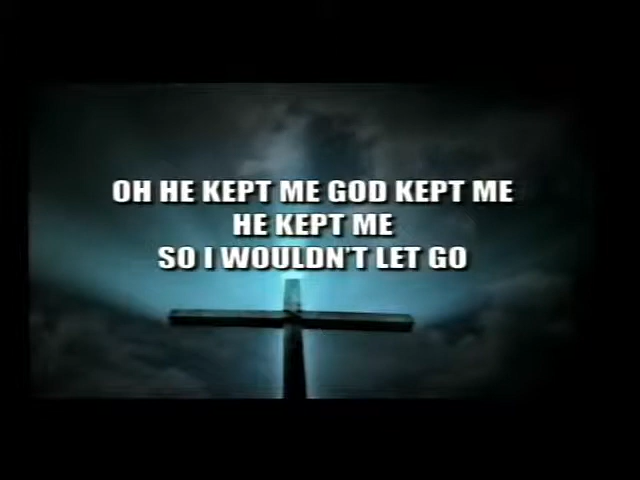 OH HE KEPT ME GOD KEPT ME
HE KEPT ME
SO I WOULDN'T LET GO